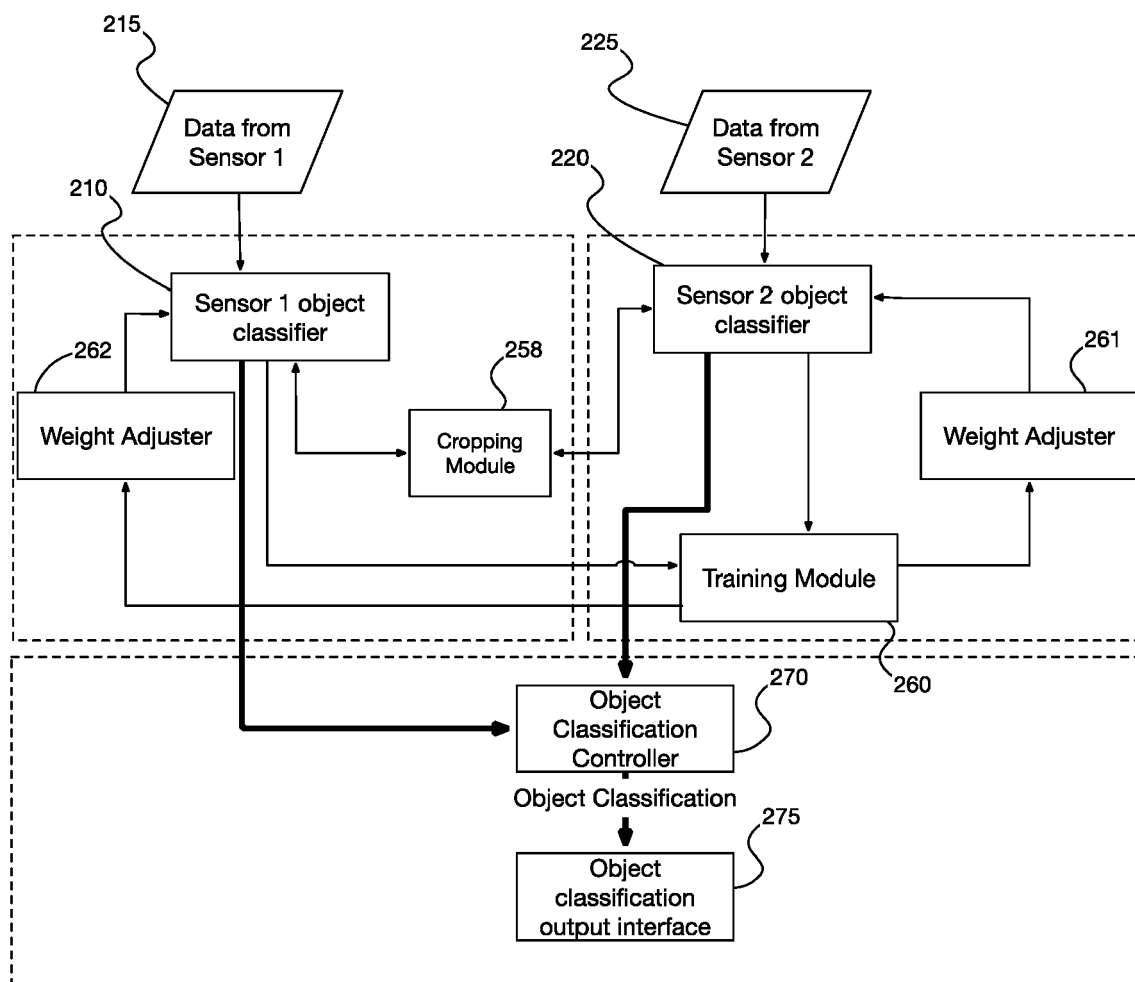 215
225
Data from
Sensor 1
Data from
Sensor 2
210
220
Sensor 1 object
classifier
Sensor 2 object
classifier
262
258
261
Weight Adjuster
Cropping
Module
Weight Adjuster
Training Module
260
Object
Classification
Controller
270
Object Classification
275
Object
classification
output interface